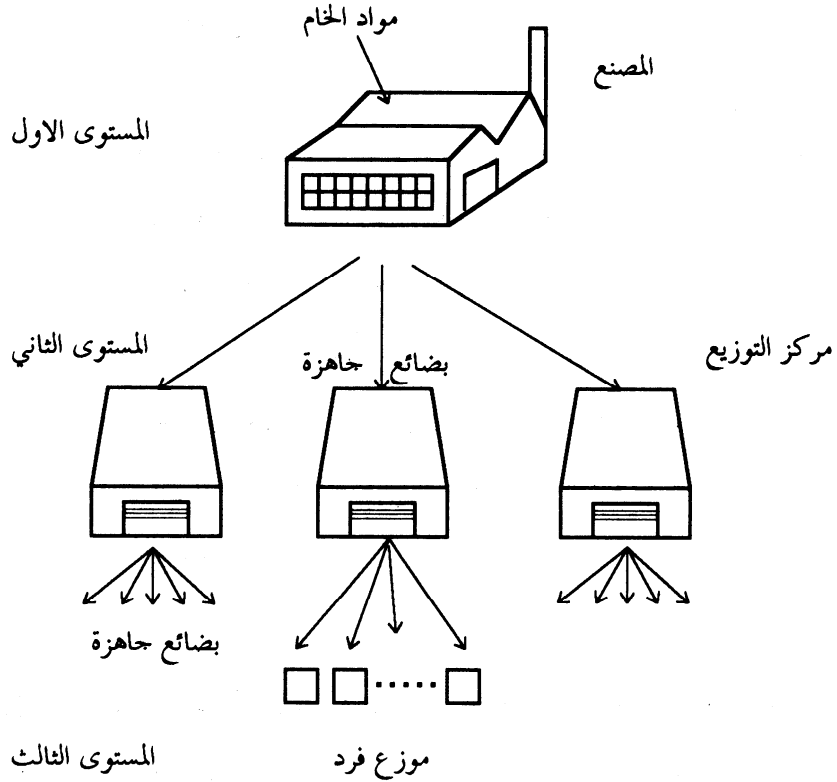 مواد الخام
المصنع
المستوى الاول
المستوى الثاني
بضائع جاهزة
مركز التوزيع
بضائع جاهزة
المستوى الثالث
موزع فرد